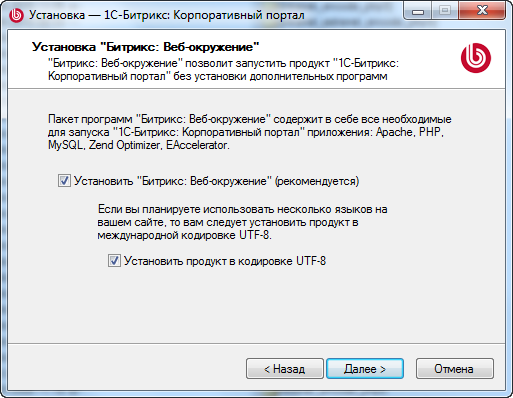 Установка — 1С-Битрикс: Корпоративный портал
Установка "Битрикс: Веб-окружение"
"Битрикс: Веб-окружение" позволит запустить продукт "1С-Битрикс:
Корпоративный портал" без установки дополнительных программ
Пакет программ "Битрикс: Веб-окружение" содержит в себе все необходимые
для запуска "1С-Битрикс: Корпоративный портал" приложения: Apache, PHP,
MySQL, Zend Optimizer, EAccelerator.
Установить "Битрикс: Веб-окружение" (рекомендуется)
Если вы планируете использовать несколько языков на
вашем сайте, то вам следует установить продукт в
международной кодировке UTF-8.
Установить продукт в кодировке UTF-8
< Назад
Далее >
Отмена